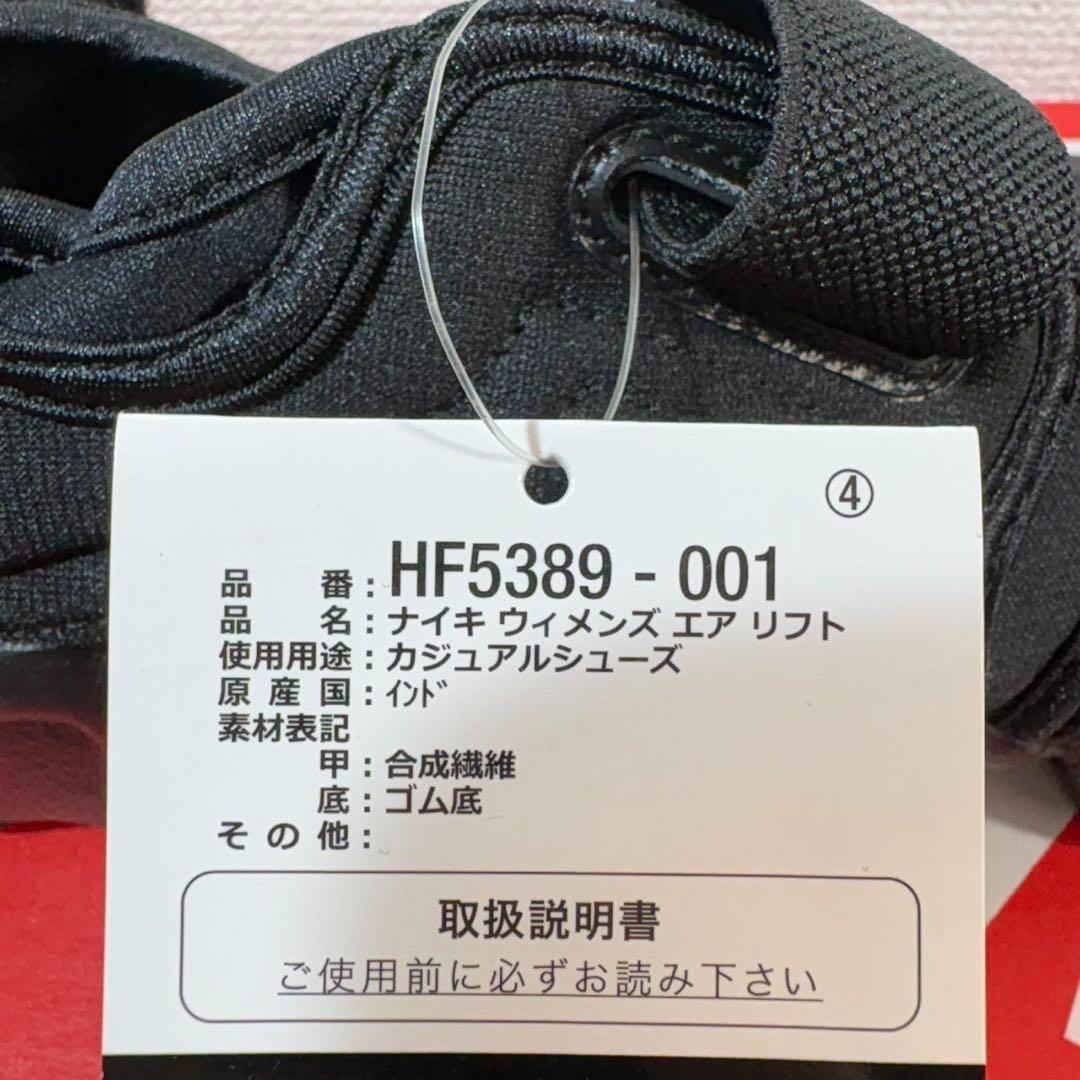 ④
品番：HF5389 - 001
品名：ナイキ ウィメンズ エア リフト
使用用途：カジュアルシューズ
原産国：ｲﾝﾄﾞ
素材表記
甲：合成繊維
底：ゴム底
その他：
取扱説明書
ご使用前に必ずお読み下さい